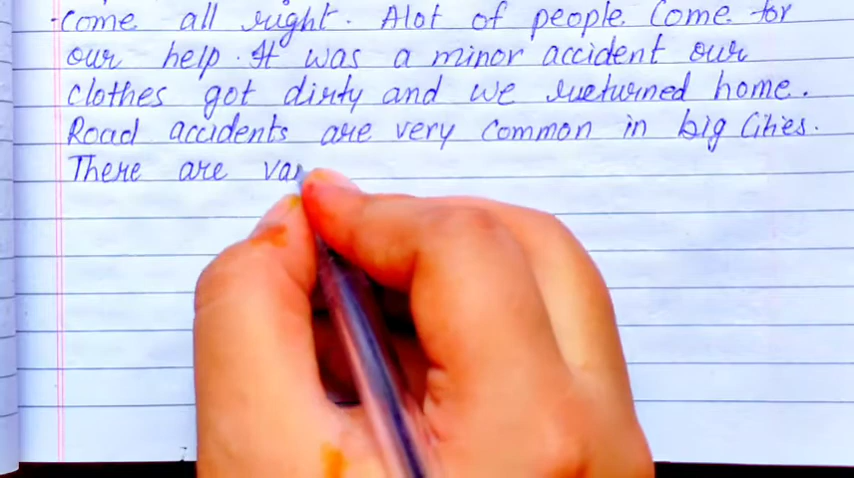 come all right. Alot of people Come for
our help. It was a minor accident our
clothes got dirty and we rueturned home.
Road accidents are very common in big Cities.
There are